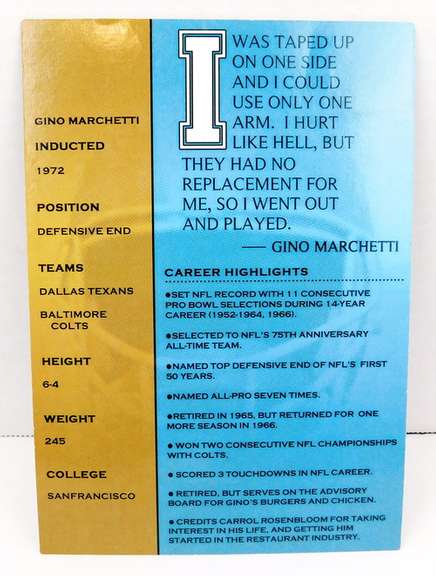 GINO MARCHETTI
INDUCTED
1972
POSITION
DEFENSIVE END
TEAMS
DALLAS TEXANS
BALTIMORE
COLTS
HEIGHT
6-4
WEIGHT
245
COLLEGE
SANFRANCISCO
I WAS TAPED UP
ON ONE SIDE
AND I COULD
USE ONLY ONE
ARM. I HURT
LIKE HELL, BUT
THEY HAD NO
REPLACEMENT FOR
ME, SO I WENT OUT
AND PLAYED.
— GINO MARCHETTI
CAREER HIGHLIGHTS
●SET NFL RECORD WITH 11 CONSECUTIVE
PRO BOWL SELECTIONS DURING 14-YEAR
CAREER (1952-1964, 1966).
●SELECTED TO NFL'S 75TH ANNIVERSARY
ALL-TIME TEAM.
●NAMED TOP DEFENSIVE END OF NFL'S FIRST
50 YEARS.
●NAMED ALL-PRO SEVEN TIMES.
●RETIRED IN 1965, BUT RETURNED FOR ONE
MORE SEASON IN 1966.
● WON TWO CONSECUTIVE NFL CHAMPIONSHIPS
WITH COLTS.
● SCORED 3 TOUCHDOWNS IN NFL CAREER.
● RETIRED, BUT SERVES ON THE ADVISORY
BOARD FOR GINO'S BURGERS AND CHICKEN.
● CREDITS CARROL ROSENBLOOM FOR TAKING
INTEREST IN HIS LIFE, AND GETTING HIM
STARTED IN THE RESTAURANT INDUSTRY.